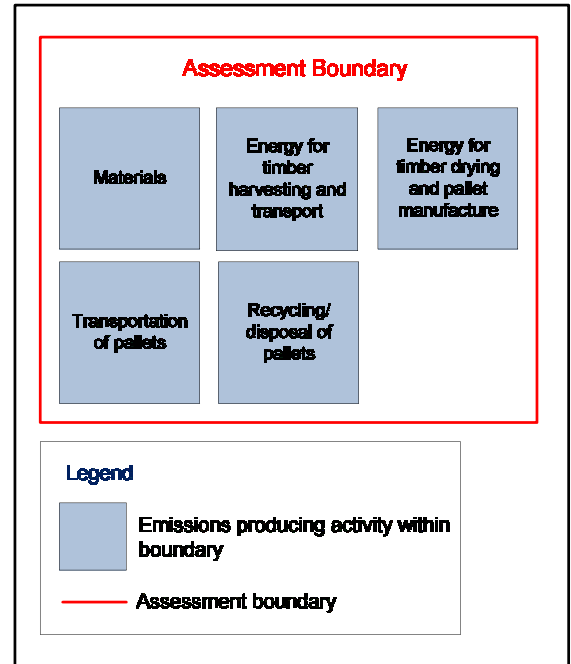 Assessment Boundary
Materials
Energy for
timber
harvesting and
transport
Energy for
timber drying
and pallet
manufacture
Transportation
of pallets
Recycling/
disposal of
pallets
Legend
Emissions producing activity within
boundary
Assessment boundary